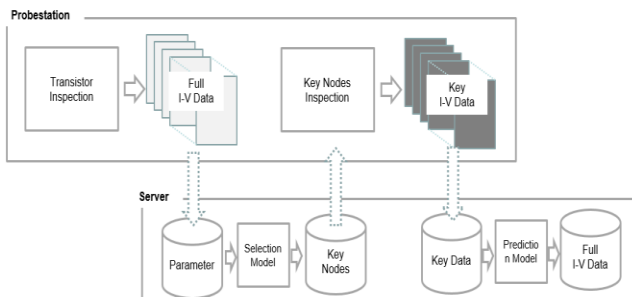 Probestation
Transistor
Inspection
Full
I-V Data
Key Nodes
Inspection
Key
I-V Data
Server
Parameter
Selection
Model
Key
Nodes
Key Data
Predictio
n Model
Full
I-V Data